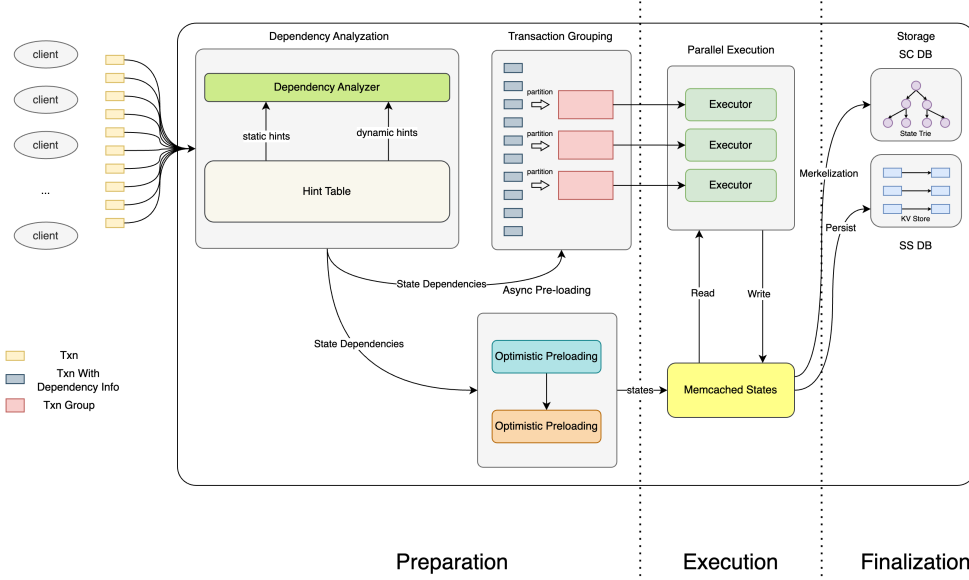 Dependency Analyzation
Transaction Grouping
Parallel Execution
Storage
SC DB
client
client
client
...
client
Dependency Analyzer
static hints
dynamic hints
Hint Table
partition
partition
partition
Executor
Executor
Executor
State Trie
Merkelization
KV Store
Persist
SS DB
State Dependencies
Async Pre-loading
Read
Write
State Dependencies
Optimistic Preloading
Optimistic Preloading
states
Memcached States
Txn
Txn With
Dependency Info
Txn Group
Preparation
Execution
Finalization